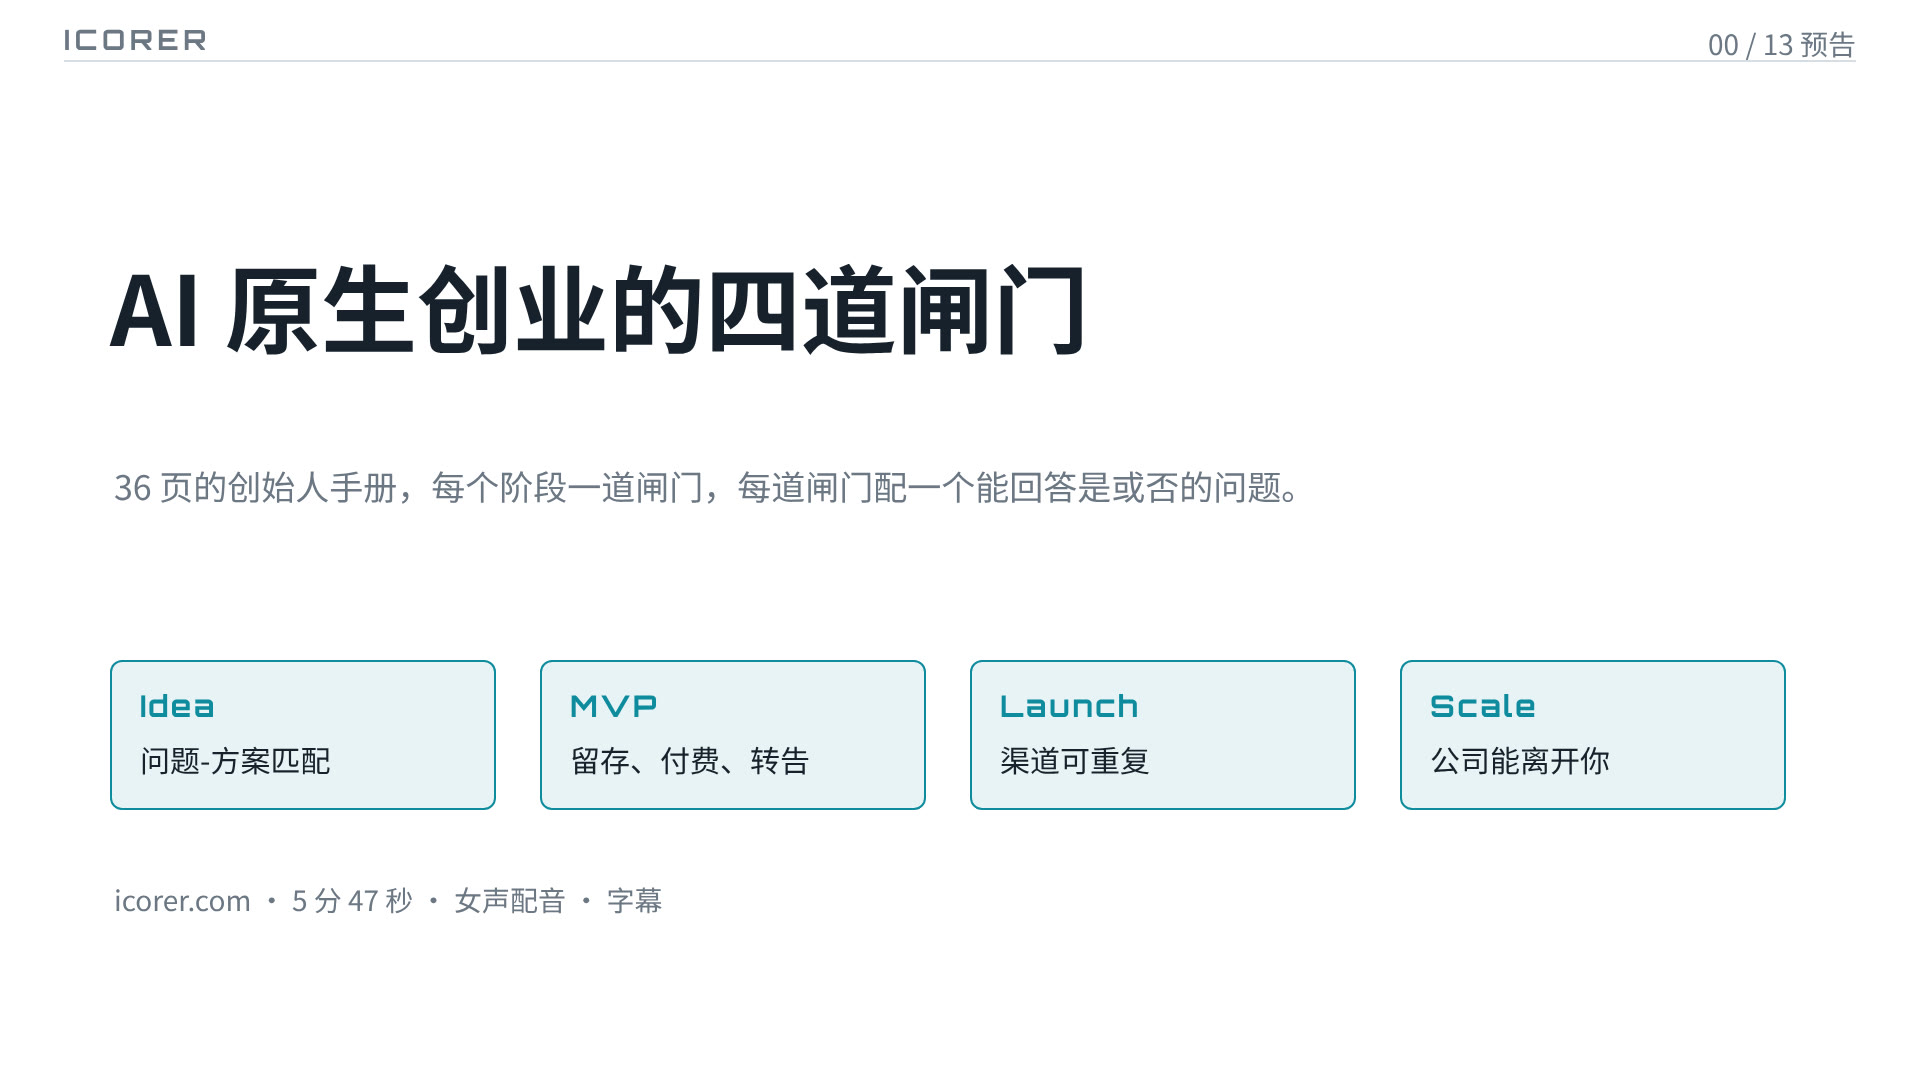 ICORER
00 / 13 预告
AI 原生创业的四道闸门
36 页的创始人手册，每个阶段一道闸门，每道闸门配一个能回答是或否的问题。
Idea
问题-方案匹配
MVP
留存、付费、转告
Launch
渠道可重复
Scale
公司能离开你
icorer.com · 5 分 47 秒 · 女声配音 · 字幕